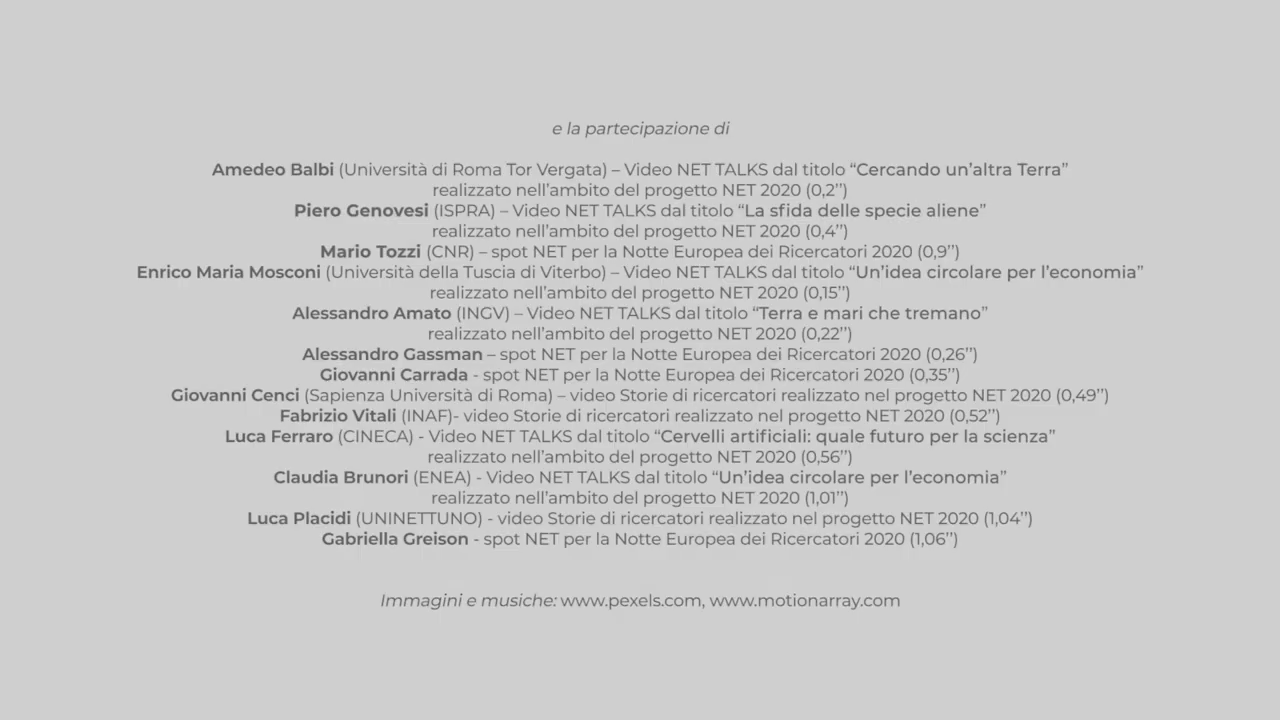 e la partecipazione di
Amedeo Balbi (Università di Roma Tor Vergata) – Video NET TALKS dal titolo “Cercando un’altra Terra”
realizzato nell’ambito del progetto NET 2020 (0,2’’)
Piero Genovesi (ISPRA) – Video NET TALKS dal titolo “La sfida delle specie aliene”
realizzato nell’ambito del progetto NET 2020 (0,4’’)
Mario Tozzi (CNR) – spot NET per la Notte Europea dei Ricercatori 2020 (0,9’’)
Enrico Maria Mosconi (Università della Tuscia di Viterbo) – Video NET TALKS dal titolo “Un’idea circolare per l’economia”
realizzato nell’ambito del progetto NET 2020 (0,15’’)
Alessandro Amato (INGV) – Video NET TALKS dal titolo “Terra e mari che tremano”
realizzato nell’ambito del progetto NET 2020 (0,22’’)
Alessandro Gassman – spot NET per la Notte Europea dei Ricercatori 2020 (0,26’’)
Giovanni Carrada - spot NET per la Notte Europea dei Ricercatori 2020 (0,35’’)
Giovanni Cenci (Sapienza Università di Roma) – video Storie di ricercatori realizzato nel progetto NET 2020 (0,49’’)
Fabrizio Vitali (INAF)- video Storie di ricercatori realizzato nel progetto NET 2020 (0,52’’)
Luca Ferraro (CINECA) - Video NET TALKS dal titolo “Cervelli artificiali: quale futuro per la scienza”
realizzato nell’ambito del progetto NET 2020 (0,56’’)
Claudia Brunori (ENEA) - Video NET TALKS dal titolo “Un’idea circolare per l’economia”
realizzato nell’ambito del progetto NET 2020 (1,01’’)
Luca Placidi (UNINETTUNO) - video Storie di ricercatori realizzato nel progetto NET 2020 (1,04’’)
Gabriella Greison - spot NET per la Notte Europea dei Ricercatori 2020 (1,06’’)
Immagini e musiche: www.pexels.com, www.motionarray.com